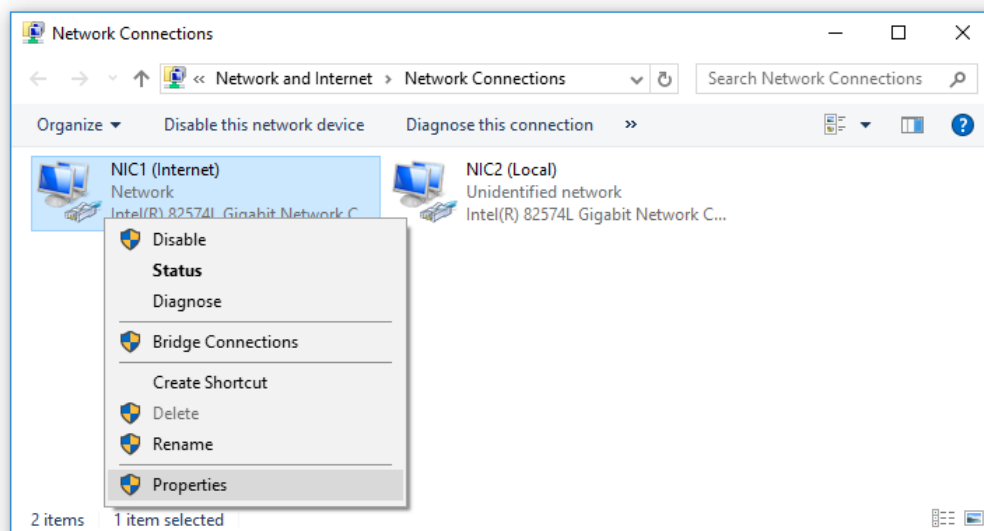 Network Connections
« Network and Internet › Network Connections
Search Network Connections
Organize Disable this network device Diagnose this connection »
NIC1 (Internet)
Network
Intel(R) 82574L Gigabit Network C...
NIC2 (Local)
Unidentified network
Intel(R) 82574L Gigabit Network C...
Disable
Status
Diagnose
Bridge Connections
Create Shortcut
Delete
Rename
Properties
2 items 1 item selected